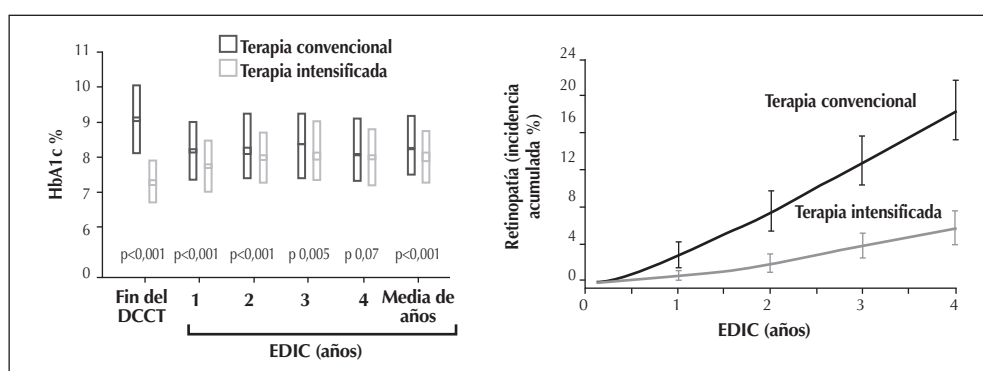 Terapia convencional
Terapia intensificada
HbA1c %
11
10
9
8
7
6
0
p<0,001 p<0,001 p<0,001 p 0,005 p 0,07 p<0,001
Fin del DCCT
1 2 3 4
Media de años
EDIC (años)
Retinopatía (incidencia
acumulada %)
24
20
16
12
8
4
0
Terapia convencional
Terapia intensificada
0 1 2 3 4
EDIC (años)